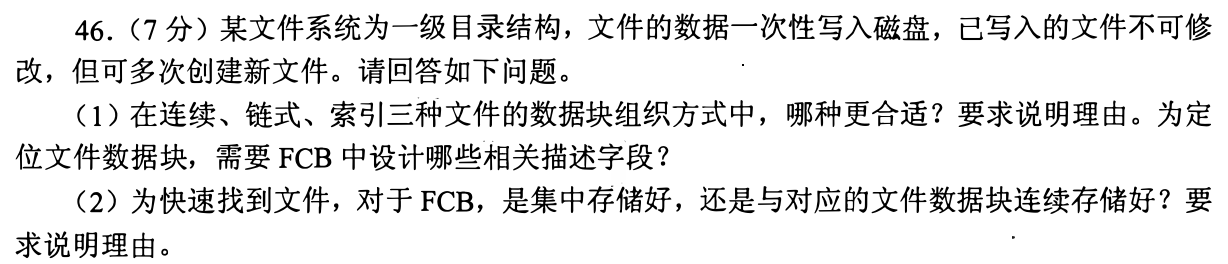 46.(7 分)某文件系统为一级目录结构，文件的数据一次性写入磁盘，已写入的文件不可修
改，但可多次创建新文件。请回答如下问题。
(1)在连续、链式、索引三种文件的数据块组织方式中，哪种更合适？要求说明理由。为定
位文件数据块，需要 FCB 中设计哪些相关描述字段？
(2)为快速找到文件，对于 FCB，是集中存储好，还是与对应的文件数据块连续存储好？要
求说明理由。